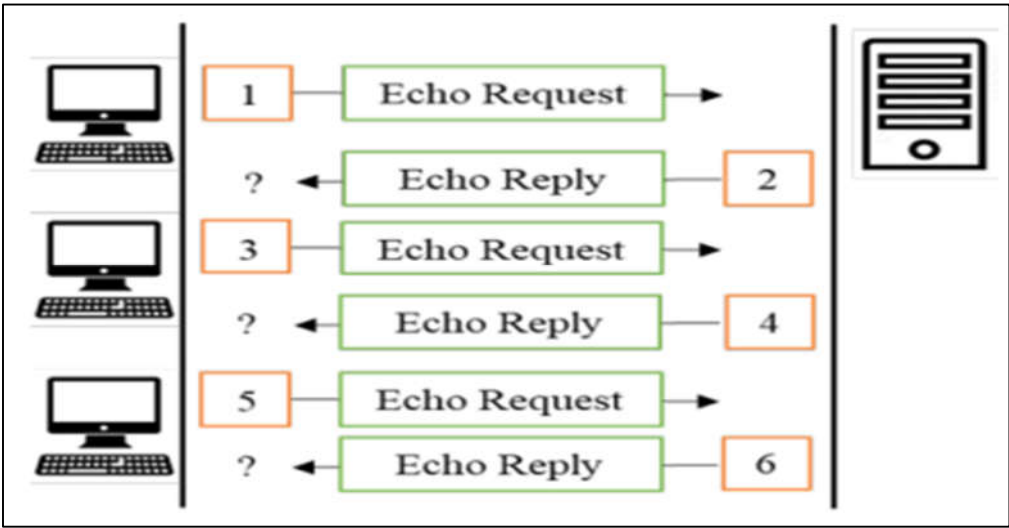 1 Echo Request
? Echo Reply 2
3 Echo Request
? Echo Reply 4
5 Echo Request
? Echo Reply 6